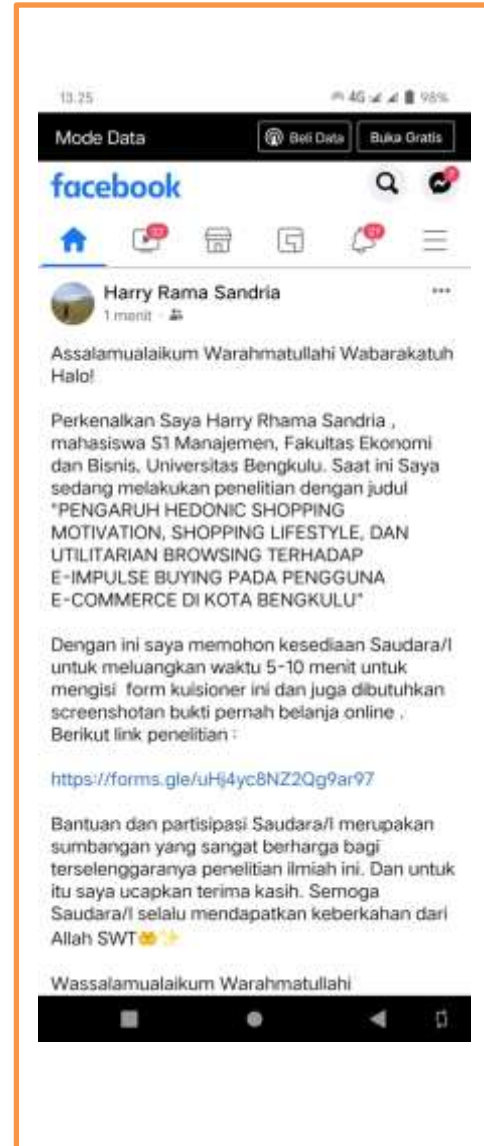 13.25
4G 98%
Mode Data
Beli Data
Buka Gratis
facebook
Harry Rama Sandria
1 menit
Assalamualaikum Warahmatullahi Wabarakatuh
Halo!
Perkenalkan Saya Harry Rhama Sandria ,
mahasiswa S1 Manajemen, Fakultas Ekonomi
dan Bisnis, Universitas Bengkulu. Saat ini Saya
sedang melakukan penelitian dengan judul
"PENGARUH HEDONIC SHOPPING
MOTIVATION, SHOPPING LIFESTYLE, DAN
UTILITARIAN BROWSING TERHADAP
E-IMPULSE BUYING PADA PENGGUNA
E-COMMERCE DI KOTA BENGKULU"
Dengan ini saya memohon kesediaan Saudara/I
untuk meluangkan waktu 5-10 menit untuk
mengisi form kuisioner ini dan juga dibutuhkan
screenshotan bukti pernah belanja online .
Berikut link penelitian :
https://forms.gle/uHj4yc8NZ2Qg9ar97
Bantuan dan partisipasi Saudara/I merupakan
sumbangan yang sangat berharga bagi
terselenggaranya penelitian ilmiah ini. Dan untuk
itu saya ucapkan terima kasih. Semoga
Saudara/I selalu mendapatkan keberkahan dari
Allah SWT🤲✨
Wassalamualaikum Warahmatullahi